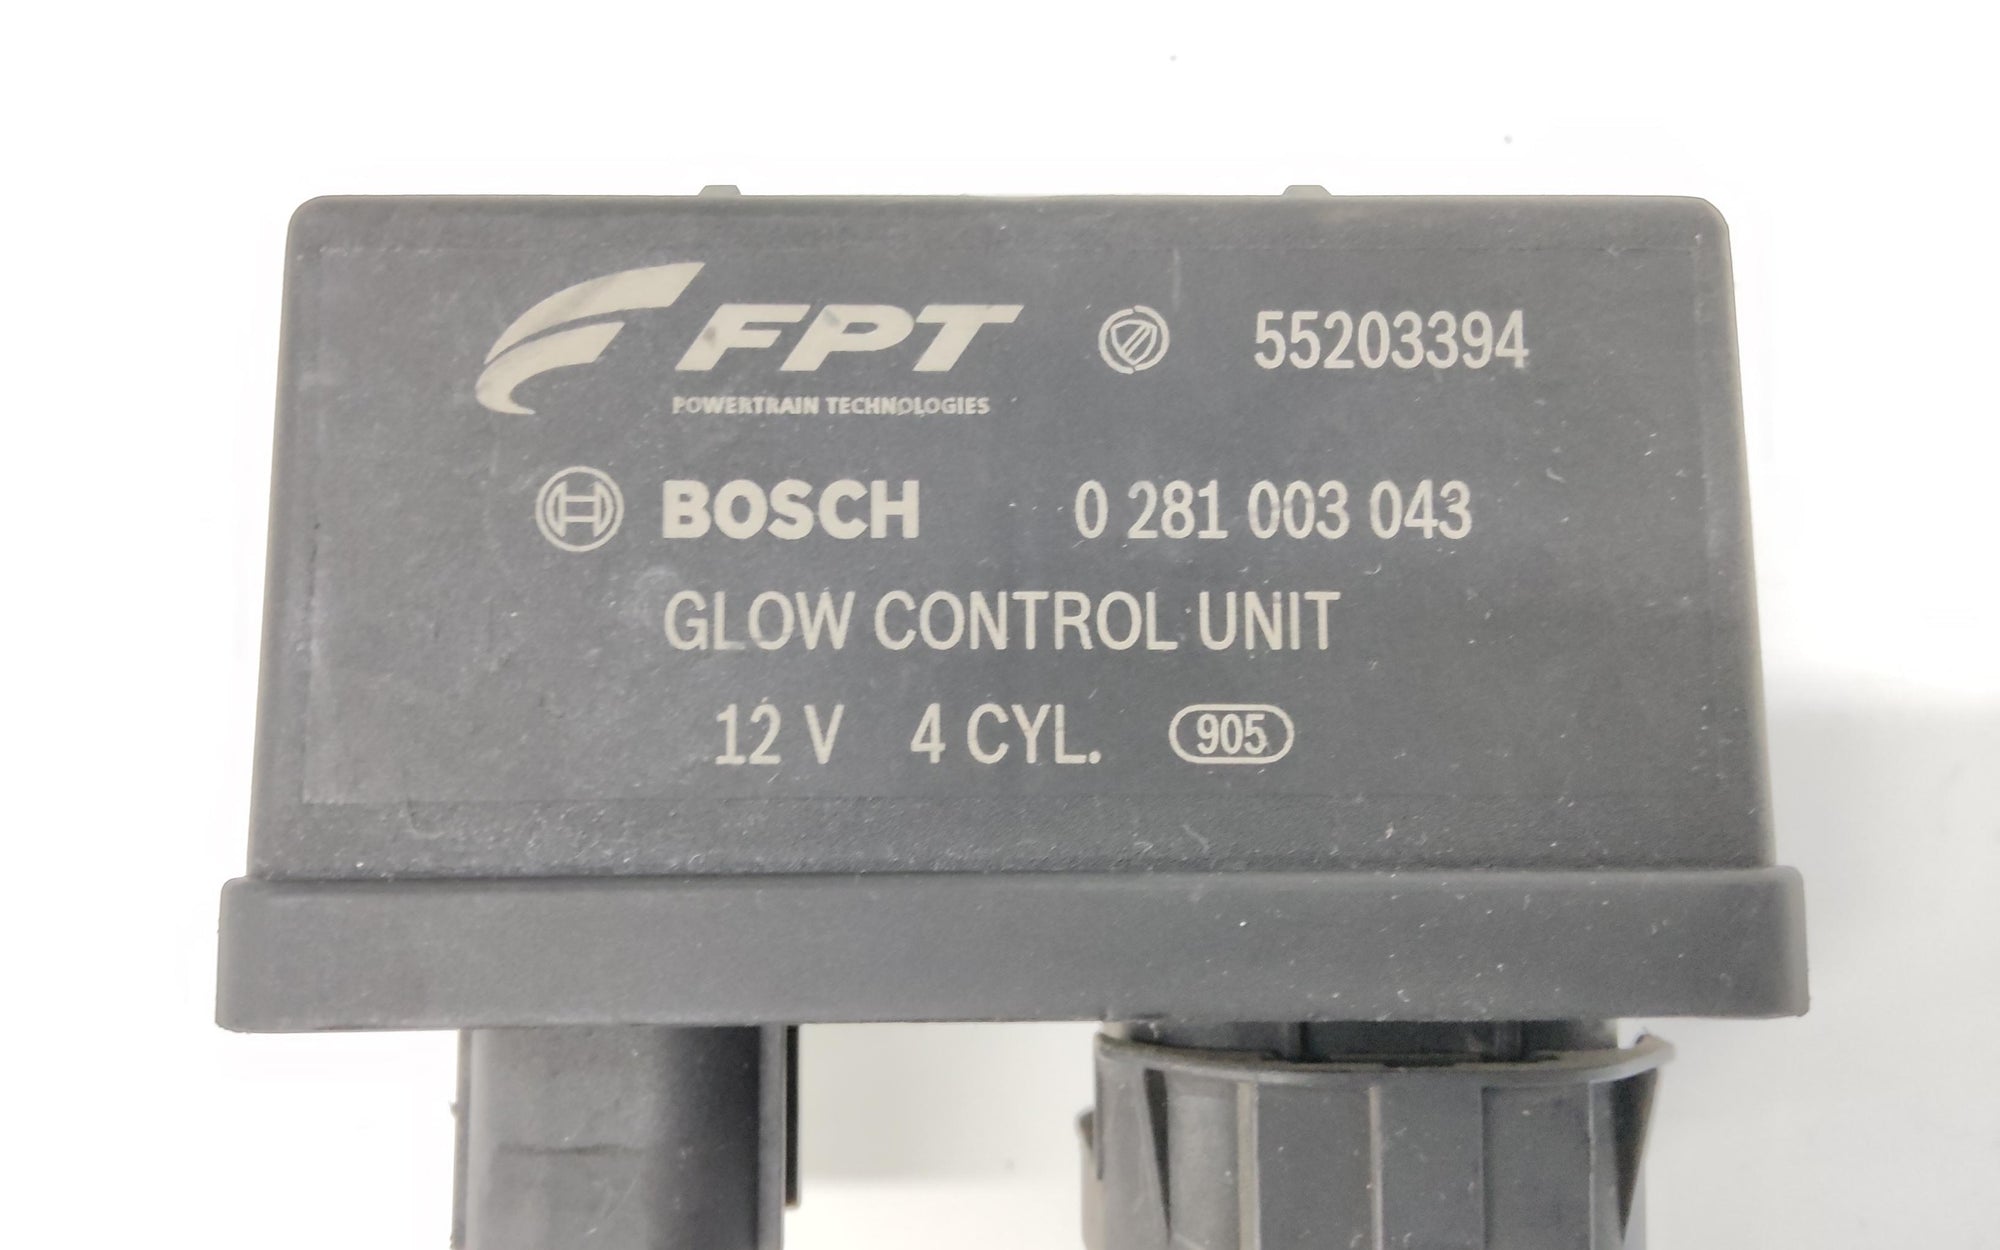 FPT 55203394
POWERTRAIN TECHNOLOGIES
BOSCH 0 281 003 043
GLOW CONTROL UNIT
12 V 4 CYL. 905